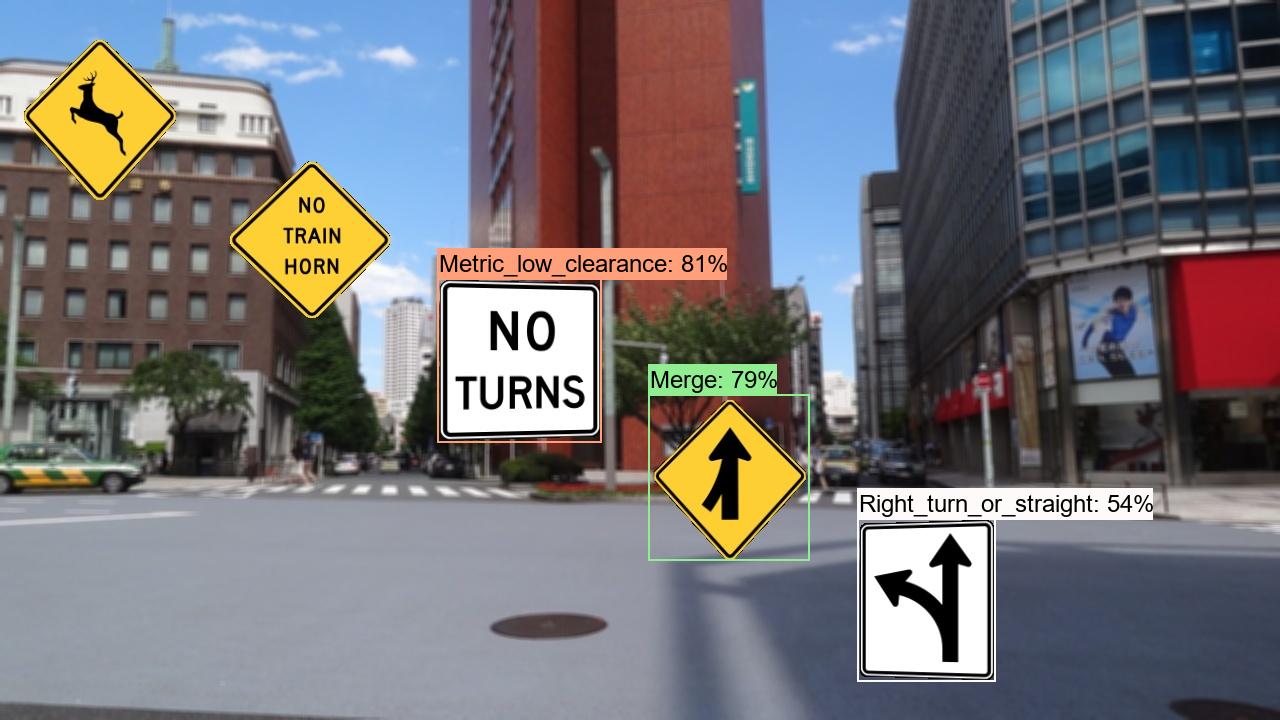 NO
TRAIN
HORN
Metric_low_clearance: 81%
NO
TURNS
Merge: 79%
Right_turn_or_straight: 54%